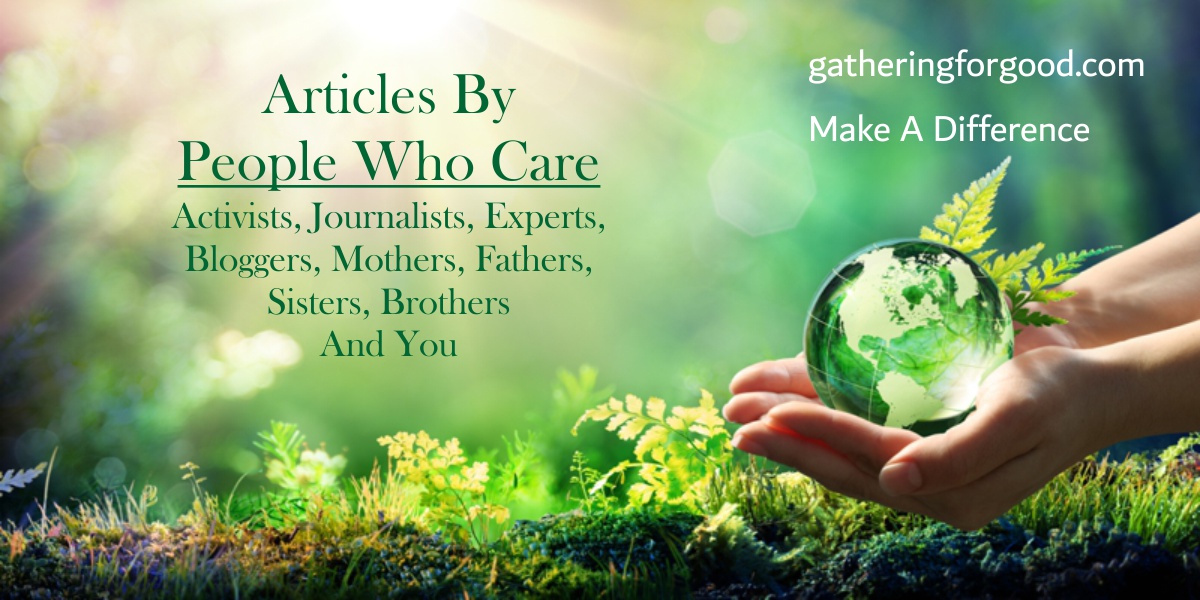 Articles By
People Who Care
Activists, Journalists, Experts,
Bloggers, Mothers, Fathers,
Sisters, Brothers
And You
gatheringforgood.com
Make A Difference